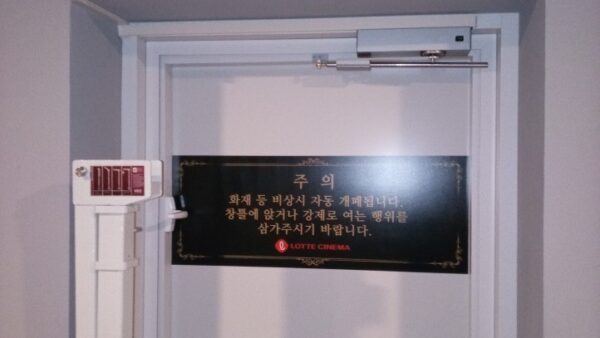 주 의
화재 등 비상시 자동 개폐됩니다.
창틀에 앉거나 강제로 여는 행위를
삼가주시기 바랍니다.
LOTTE CINEMA